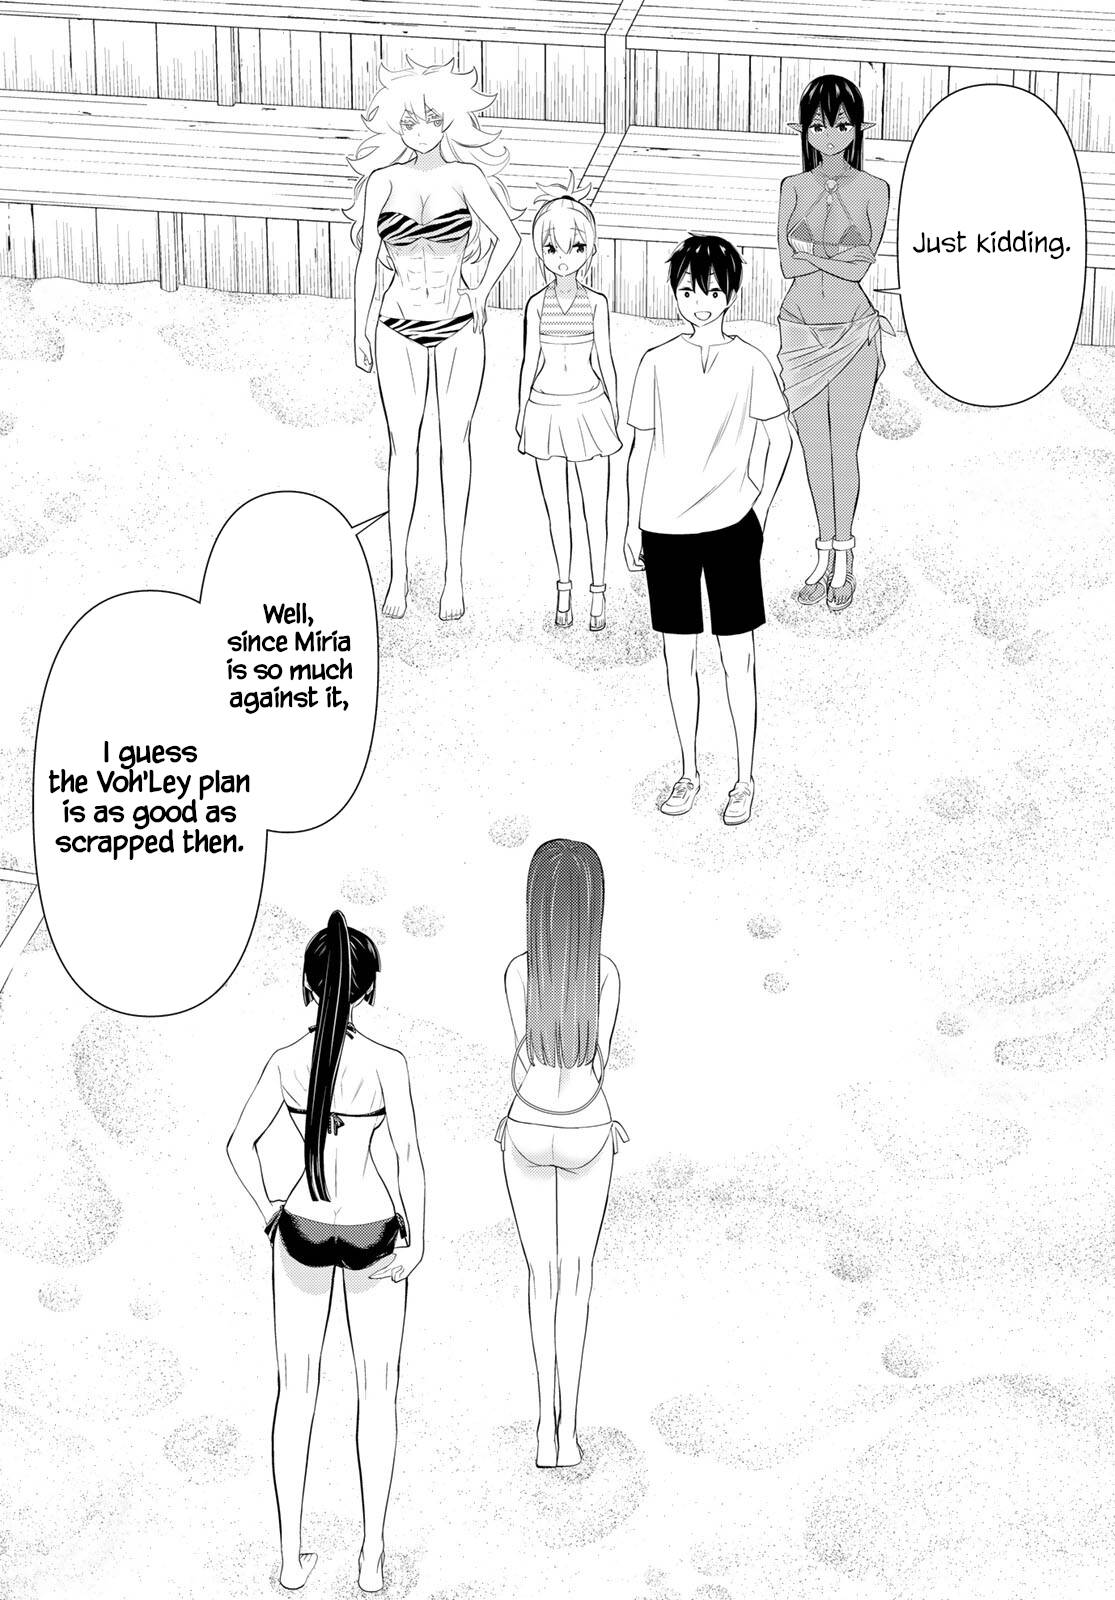 Just kidding.
Well,
since Miria
is so much
against it,
I guess
the Voh'Ley plan
is as good as
scrapped then.